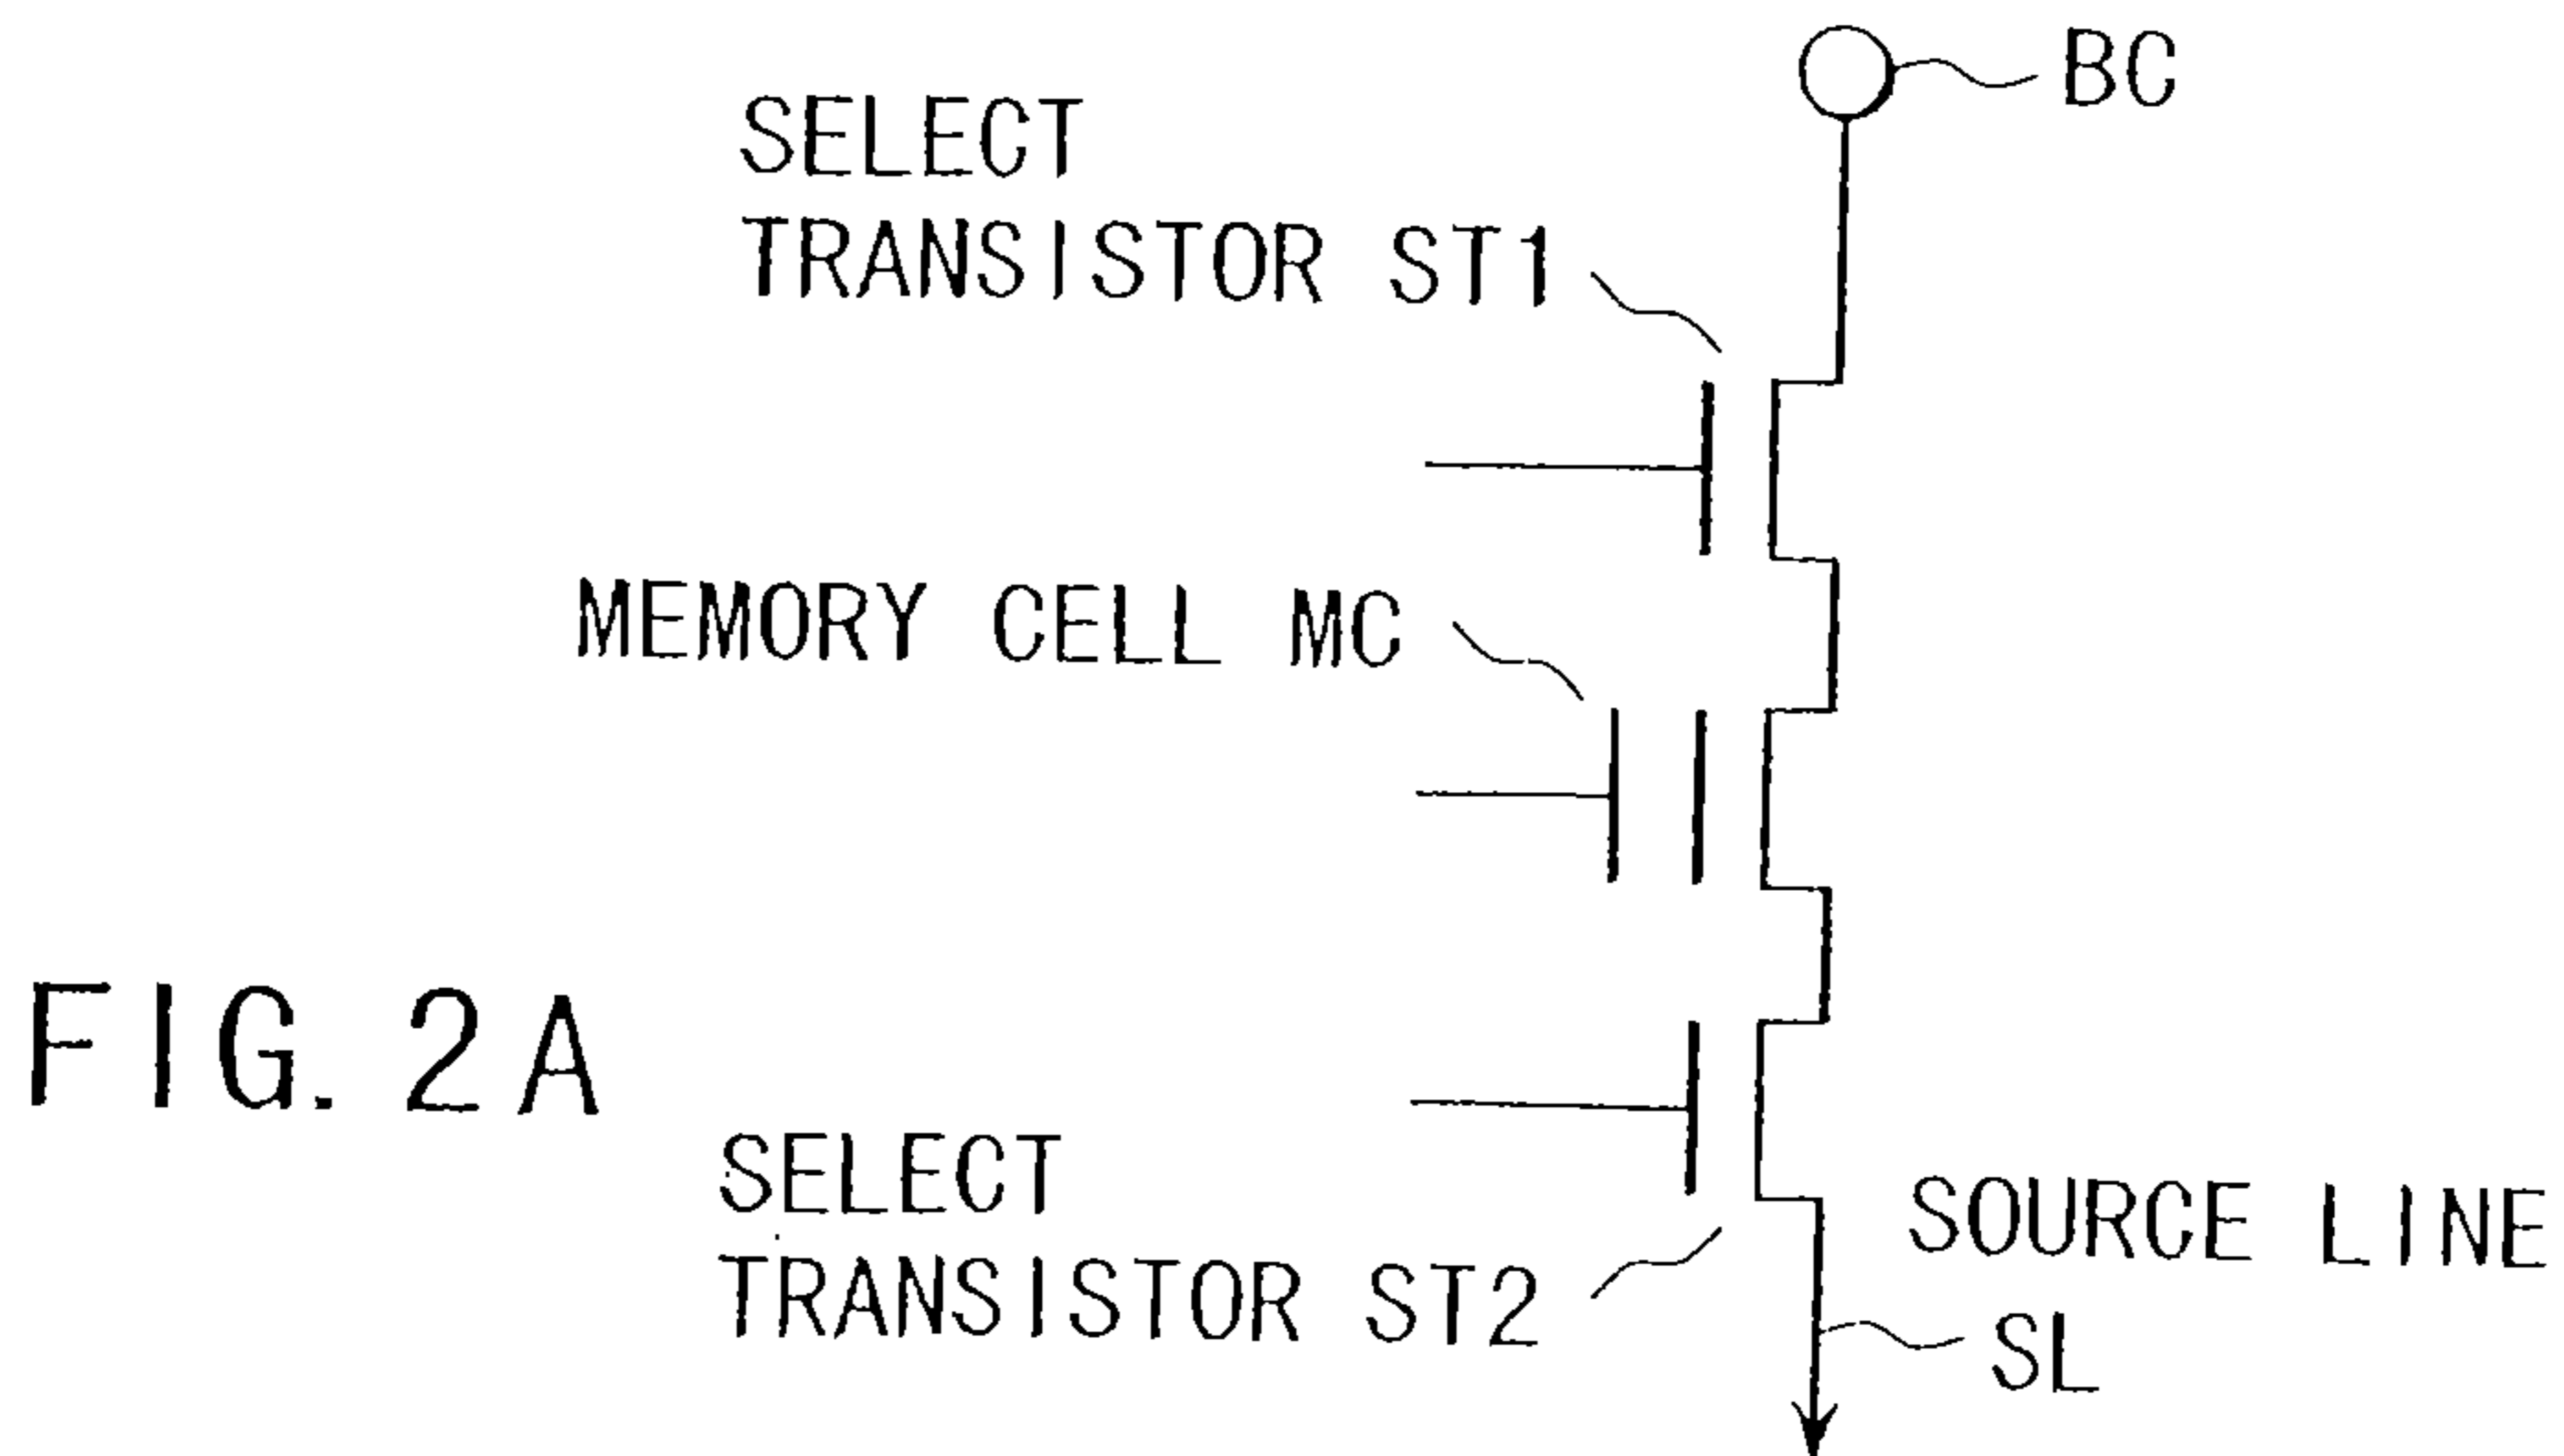 BC
SELECT
TRANSISTOR ST1
MEMORY CELL MC
FIG. 2A
SELECT
TRANSISTOR ST2
SOURCE LINE
SL